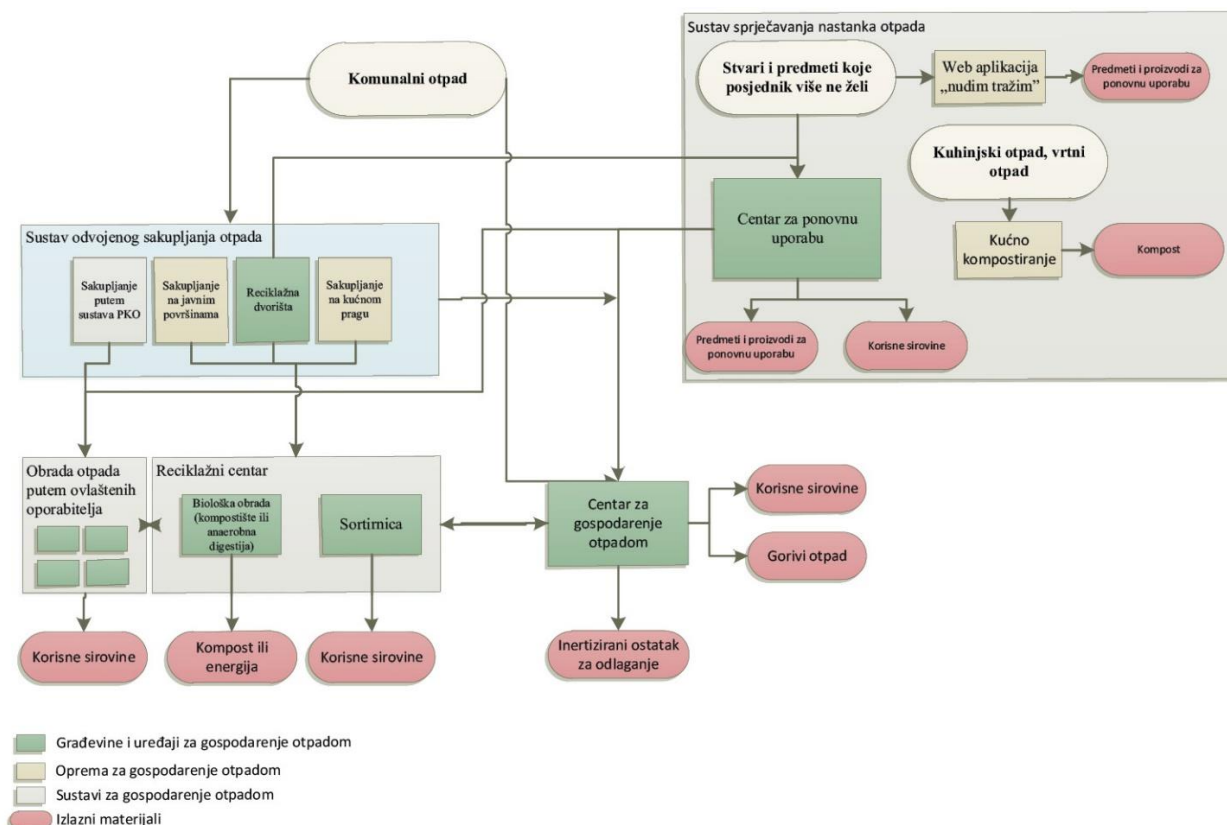 Sustav sprječavanja nastanka otpada
Komunalni otpad
Stvari i predmeti koje
posjednik više ne želi
Web aplikacija
„nudim tražim”
Predmeti i proizvodi za
ponovnu uporabu
Kuhinjski otpad, vrtni
otpad
Centar za ponovnu
uporabu
Kućno
kompostiranje
Kompost
Predmeti i proizvodi za
ponovnu uporabu
Korisne sirovine
Sustav odvojenog sakupljanja otpada
Sakupljanje
putem
sustava PKO
Sakupljanje
na javnim
površinama
Reciklažna
dvorišta
Sakupljanje
na kućnom
pragu
Obrada otpada
putem ovlaštenih
oporabitelja
Reciklažni centar
Biološka obrada
(kompostište ili
anaerobna
digestija)
Sortirnica
Centar za
gospodarenje
otpadom
Korisne sirovine
Gorivi otpad
Korisne sirovine
Kompost ili
energija
Korisne sirovine
Inertizirani ostatak
za odlaganje
Građevine i uređaji za gospodarenje otpadom
Oprema za gospodarenje otpadom
Sustavi za gospodarenje otpadom
Izlazni materijali